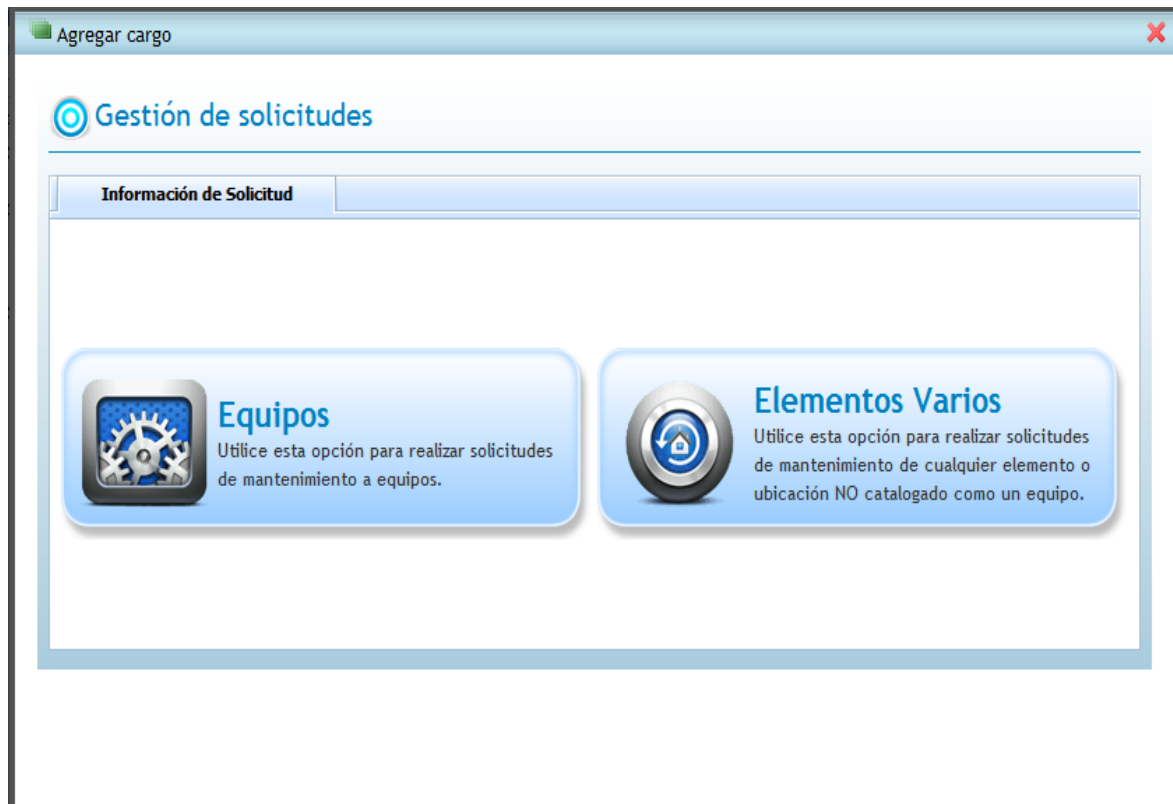 Agregar cargo
Gestión de solicitudes
Información de Solicitud
Equipos
Utilice esta opción para realizar solicitudes
de mantenimiento a equipos.
Elementos Varios
Utilice esta opción para realizar solicitudes
de mantenimiento de cualquier elemento o
ubicación NO catalogado como un equipo.